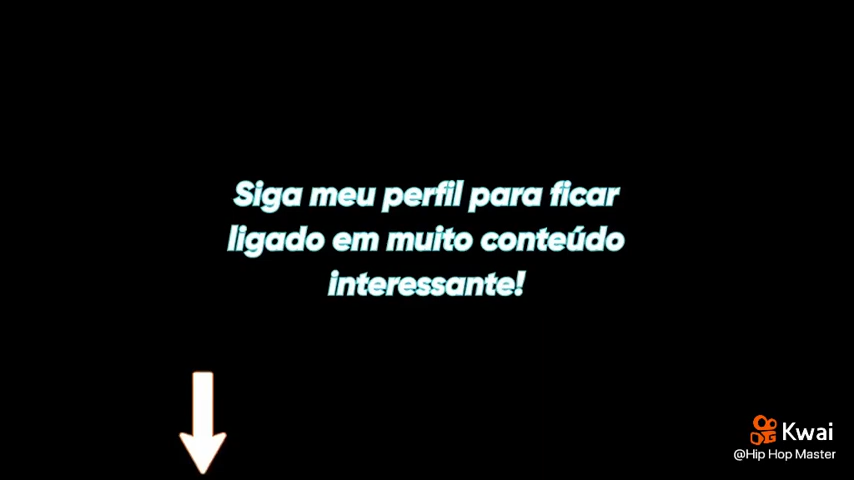 Siga meu perfil para ficar
ligado em muito conteúdo
interessante!
Kwai
@Hip Hop Master